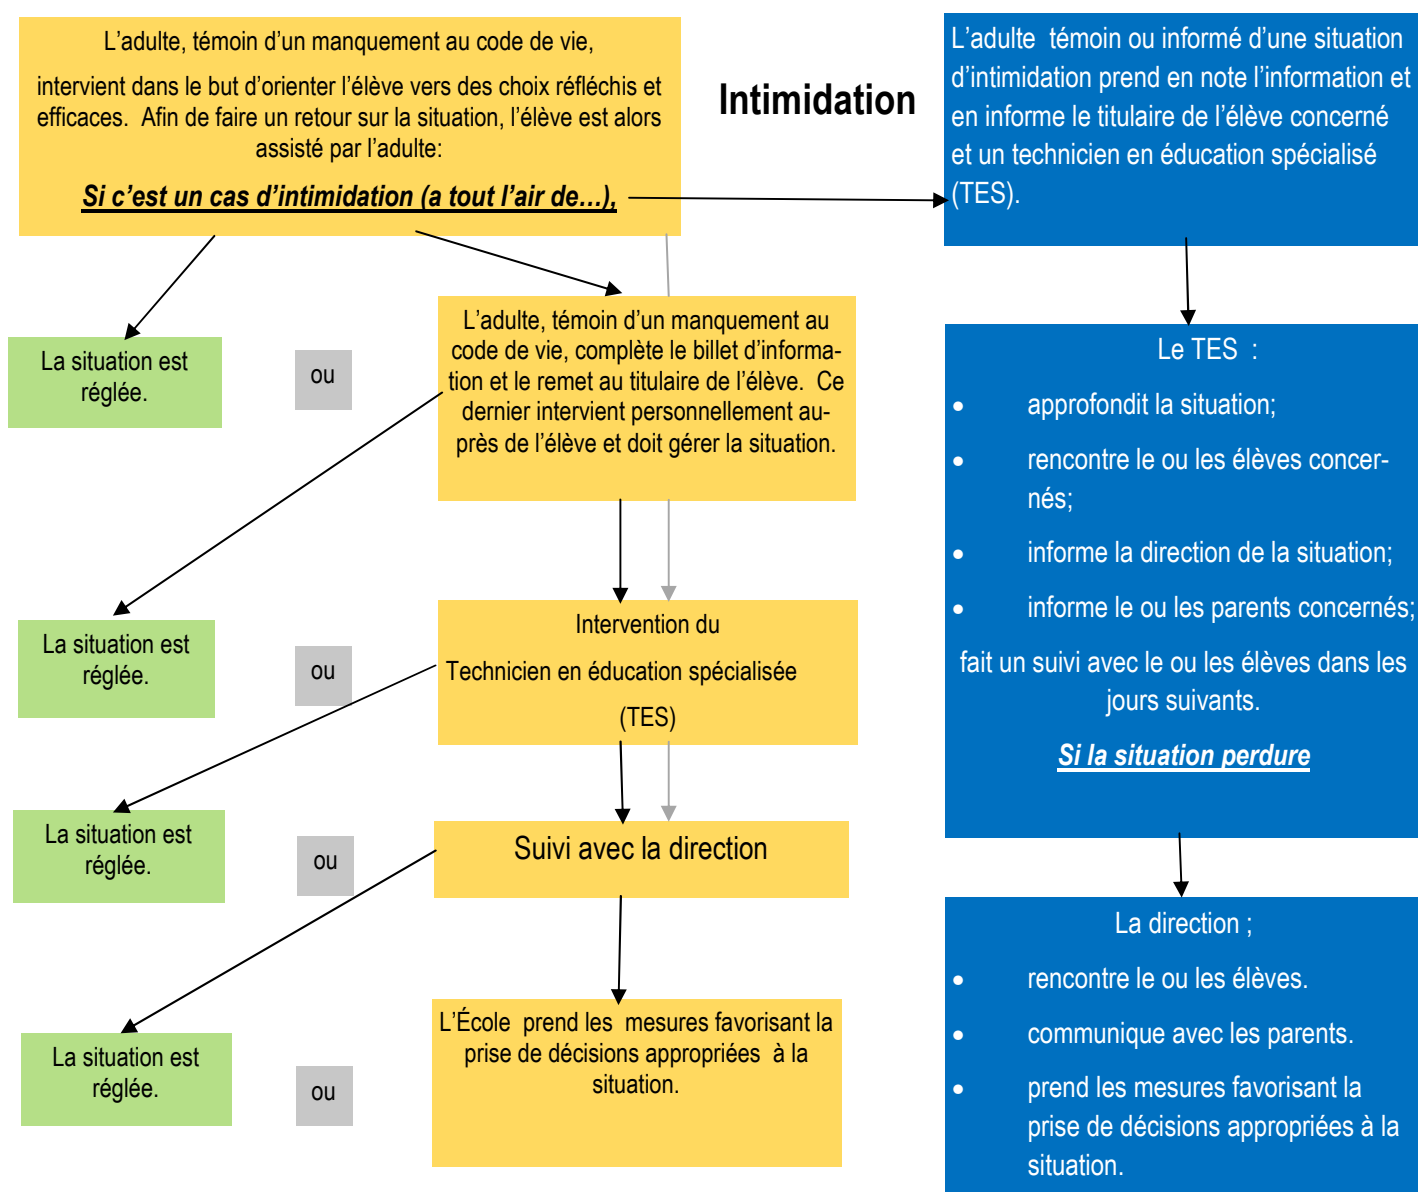 L’adulte, témoin d’un manquement au code de vie,
intervient dans le but d’orienter l’élève vers des choix réfléchis et
efficaces.  Afin de faire un retour sur la situation, l’élève est alors
assisté par l’adulte:
Si c’est un cas d’intimidation (a tout l’air de…),
Intimidation
L’adulte  témoin ou informé d’une situation
d’intimidation prend en note l’information et
en informe le titulaire de l’élève concerné
et un technicien en éducation spécialisé
(TES).
La situation est
réglée.
ou
L’adulte, témoin d’un manquement au
code de vie, complète le billet d’informa-
tion et le remet au titulaire de l’élève.  Ce
dernier intervient personnellement au-
près de l’élève et doit gérer la situation.
La situation est
réglée.
ou
Intervention du
Technicien en éducation spécialisée
(TES)
La situation est
réglée.
ou
Suivi avec la direction
La situation est
réglée.
ou
L’École  prend les  mesures favorisant la
prise de décisions appropriées  à la
situation.
Le TES  :
• approfondit la situation;
• rencontre le ou les élèves concer-
nés;
• informe la direction de la situation;
• informe le ou les parents concernés;
fait un suivi avec le ou les élèves dans les
jours suivants.
Si la situation perdure
La direction ;
• rencontre le ou les élèves.
• communique avec les parents.
• prend les mesures favorisant la
prise de décisions appropriées à la
situation.